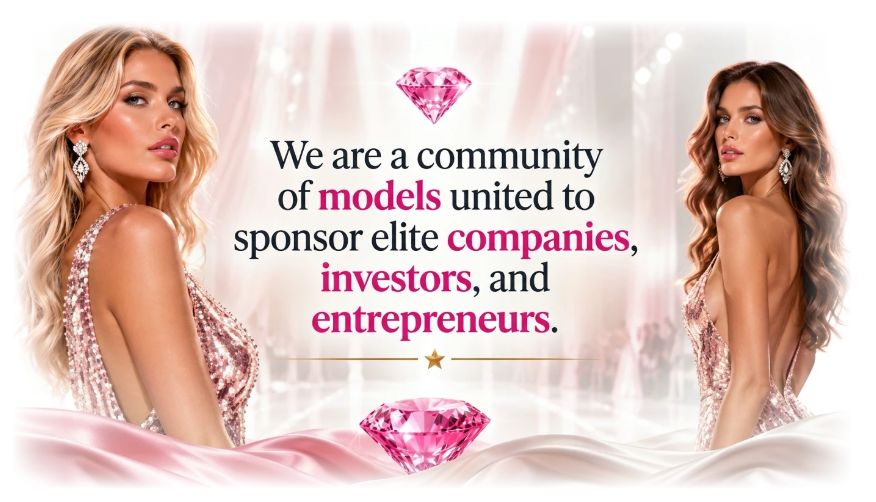 We are a community
of models united to
sponsor elite companies,
investors, and
entrepreneurs.